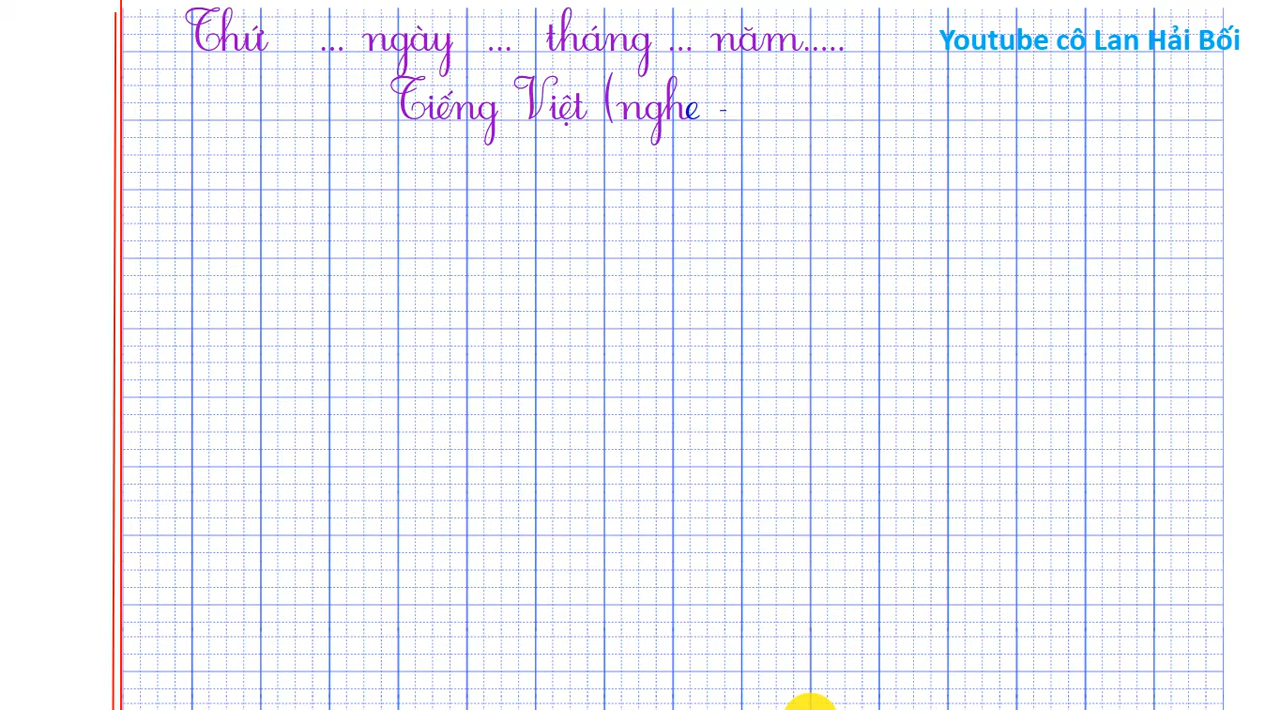 Thứ ... ngày ... tháng ... năm.....
Youtube cô Lan Hải Bối
Tiếng Việt (nghe -